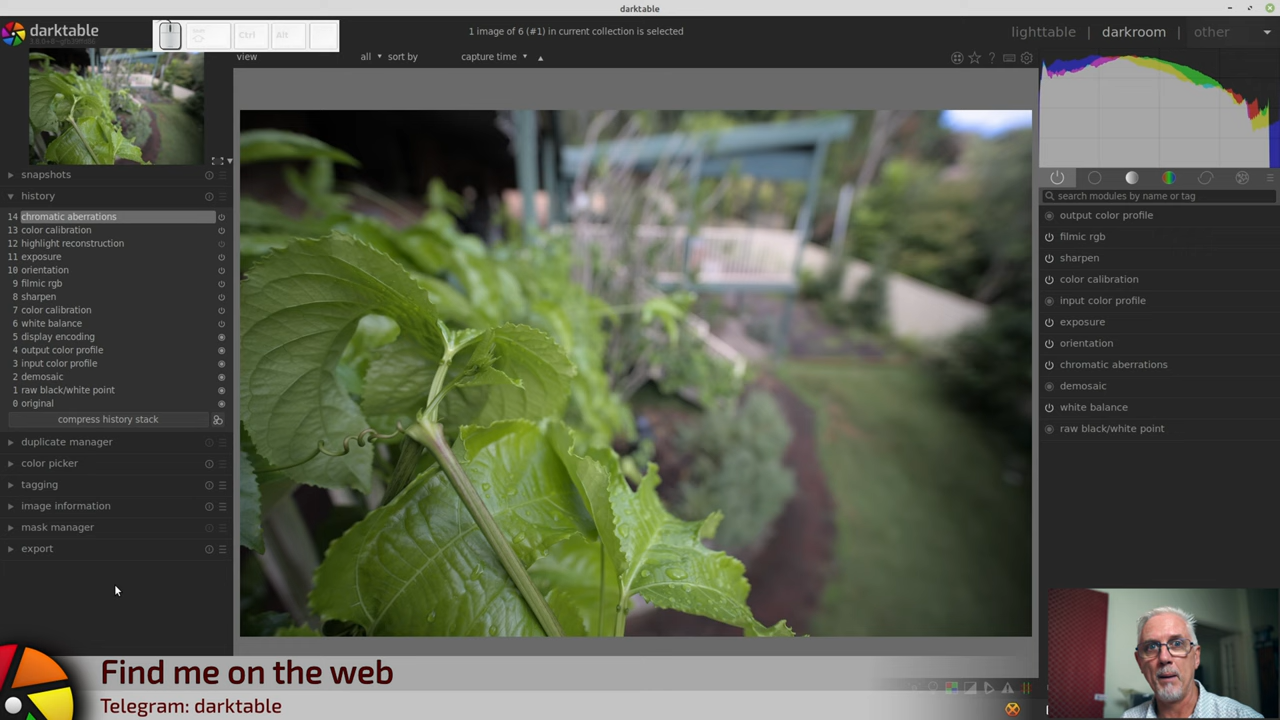 darktable
darktable
Ctrl
Alt
1 image of 6 (#1) in current collection is selected
lighttable | darkroom | other
view
all sort by capture time
snapshots
history
14 chromatic aberrations
13 color calibration
12 highlight reconstruction
11 exposure
10 orientation
9 filmic rgb
8 sharpen
7 color calibration
6 white balance
5 display encoding
4 output color profile
3 input color profile
2 demosaic
1 raw black/white point
0 original
compress history stack
duplicate manager
color picker
tagging
image information
mask manager
export
search modules by name or tag
output color profile
filmic rgb
sharpen
color calibration
input color profile
exposure
orientation
chromatic aberrations
demosaic
white balance
raw black/white point
Find me on the web
Telegram: darktable